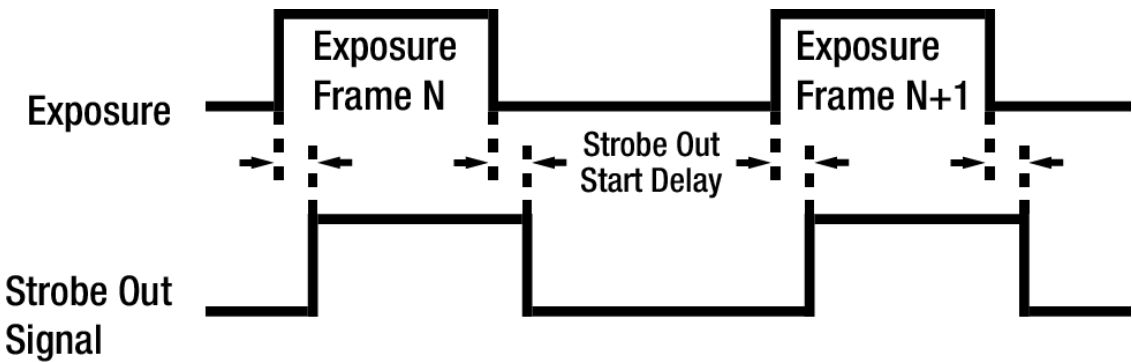 Exposure
Frame N
Exposure
Frame N+1
Exposure
Strobe Out
Start Delay
Strobe Out
Signal